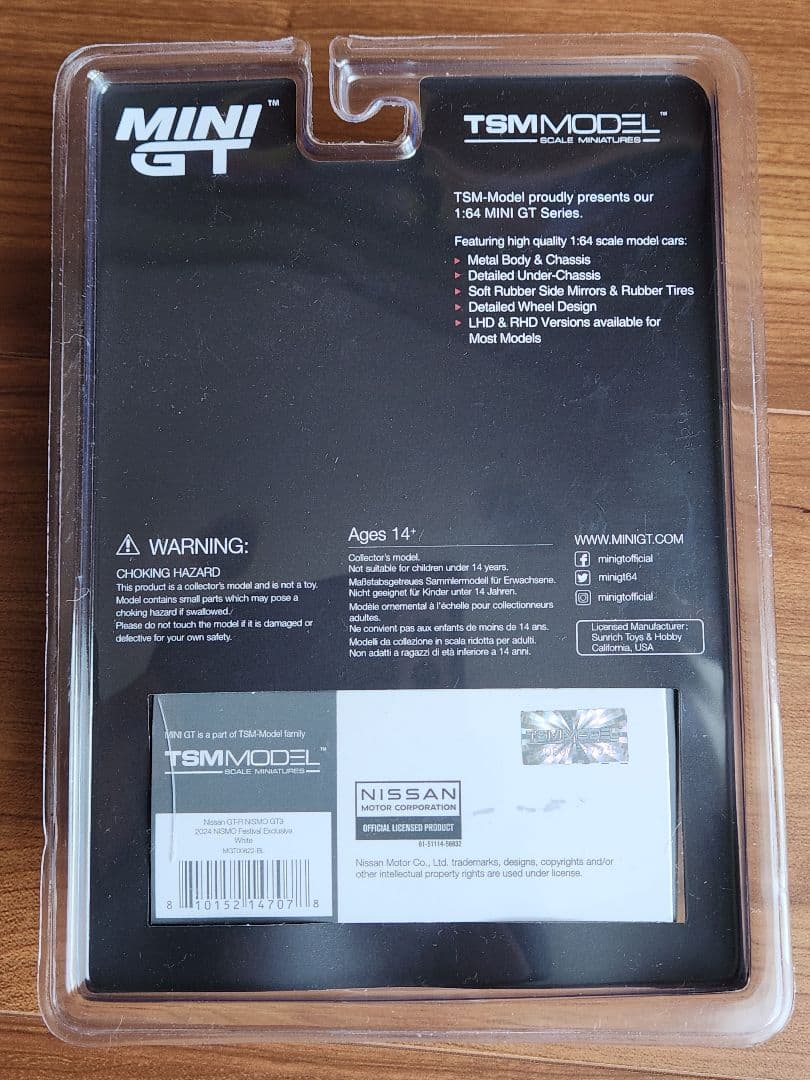 MINI GT™
TSMMODEL™
SCALE MINIATURES
TSM-Model proudly presents our
1:64 MINI GT Series.
Featuring high quality 1:64 scale model cars:
Metal Body & Chassis
Detailed Under-Chassis
Soft Rubber Side Mirrors & Rubber Tires
Detailed Wheel Design
LHD & RHD Versions available for
Most Models
WARNING:
CHOKING HAZARD
This product is a collector's model and is not a toy.
Model contains small parts which may pose a
choking hazard if swallowed.
Please do not touch the model if it is damaged or
defective for your own safety.
Ages 14+
Collector's model.
Not suitable for children under 14 years.
Maßstabsgetreues Sammlermodell für Erwachsene.
Nicht geeignet für Kinder unter 14 Jahren.
Modèle ornemental à l'échelle pour collectionneurs
adultes.
Ne convient pas aux enfants de moins de 14 ans.
Modelli da collezione in scala ridotta per adulti.
Non adatti a ragazzi di età inferiore a 14 anni.
WWW.MINIGT.COM
minigtofficial
minigt64
minigtofficial
Licensed Manufacturer:
Sunrich Toys & Hobby
California, USA
MINI GT is a part of TSM-Model family
TSMMODEL™
SCALE MINIATURES
Nissan GT-R NISMO GT3
2024 NISMO Festival Exclusive
White
MGT00822-BL
8 10152 14707 8
TSMMODEL
NISSAN
MOTOR CORPORATION
OFFICIAL LICENSED PRODUCT
Nissan Motor Co., Ltd. trademarks, designs, copyrights and/or
other intellectual property rights are used under license.